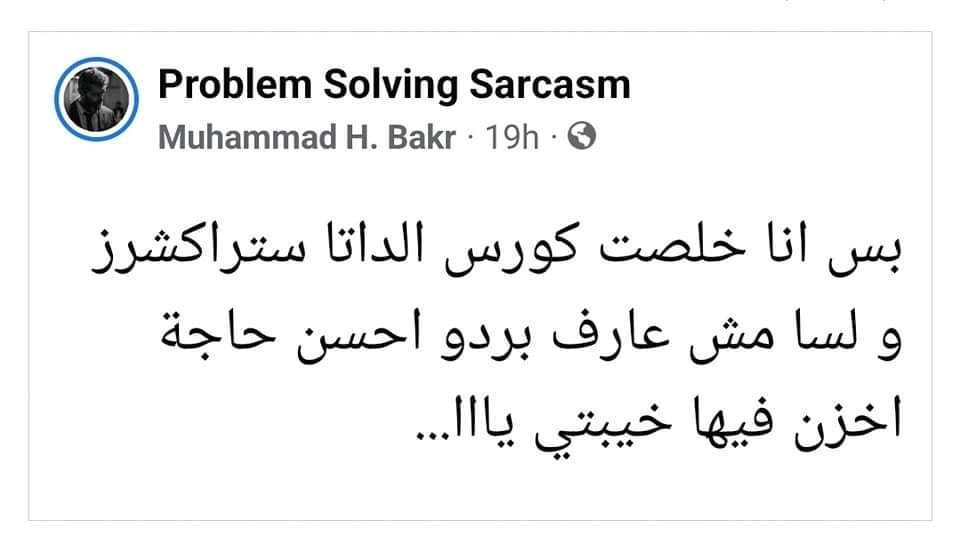 Problem Solving Sarcasm
Muhammad H. Bakr · 19h ·
بس انا خلصت كورس الداتا ستراكشرز
و لسا مش عارف بردو احسن حاجة
اخزن فيها خيبتي يااا...